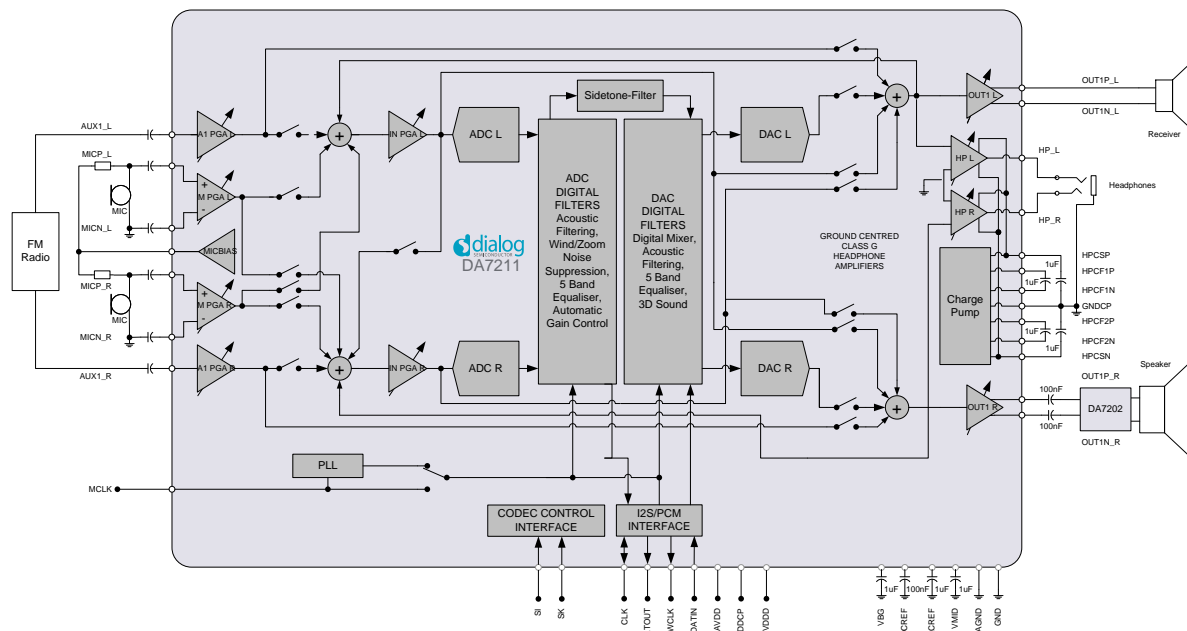 Sidetone-Filter
AUX1_L
A1 PGA L
IN PGA L
ADC L
DAC L
OUT1 L
OUT1P_L
OUT1N_L
Receiver
MICP_L
MIC
MICN_L
M PGA L
+
-
FM
Radio
MICBIAS
MICP_R
MIC
MICN_R
M PGA R
+
-
AUX1_R
A1 PGA R
IN PGA R
ADC R
dialog
SEMICONDUCTOR
DA7211
ADC
DIGITAL
FILTERS
Acoustic
Filtering,
Wind/Zoom
Noise
Suppression,
5 Band
Equaliser,
Automatic
Gain Control
DAC
DIGITAL
FILTERS
Digital Mixer,
Acoustic
Filtering,
5 Band
Equaliser,
3D Sound
DAC R
GROUND CENTRED
CLASS G
HEADPHONE
AMPLIFIERS
HP L
HP R
HP_L
Headphones
HP_R
Charge
Pump
HPCSP
1uF
HPCF1P
1uF
HPCF1N
GNDCP
HPCF2P
1uF
HPCF2N
1uF
HPCSN
OUT1 R
OUT1P_R
100nF
100nF
OUT1N_R
DA7202
Speaker
PLL
MCLK
CODEC CONTROL
INTERFACE
I2S/PCM
INTERFACE
SI
SK
CLK
TOUT
WCLK
DATIN
AVDD
DDCP
VDDD
1uF
100nF
1uF
1uF
VBG
CREF
CREF
VMID
AGND
GND